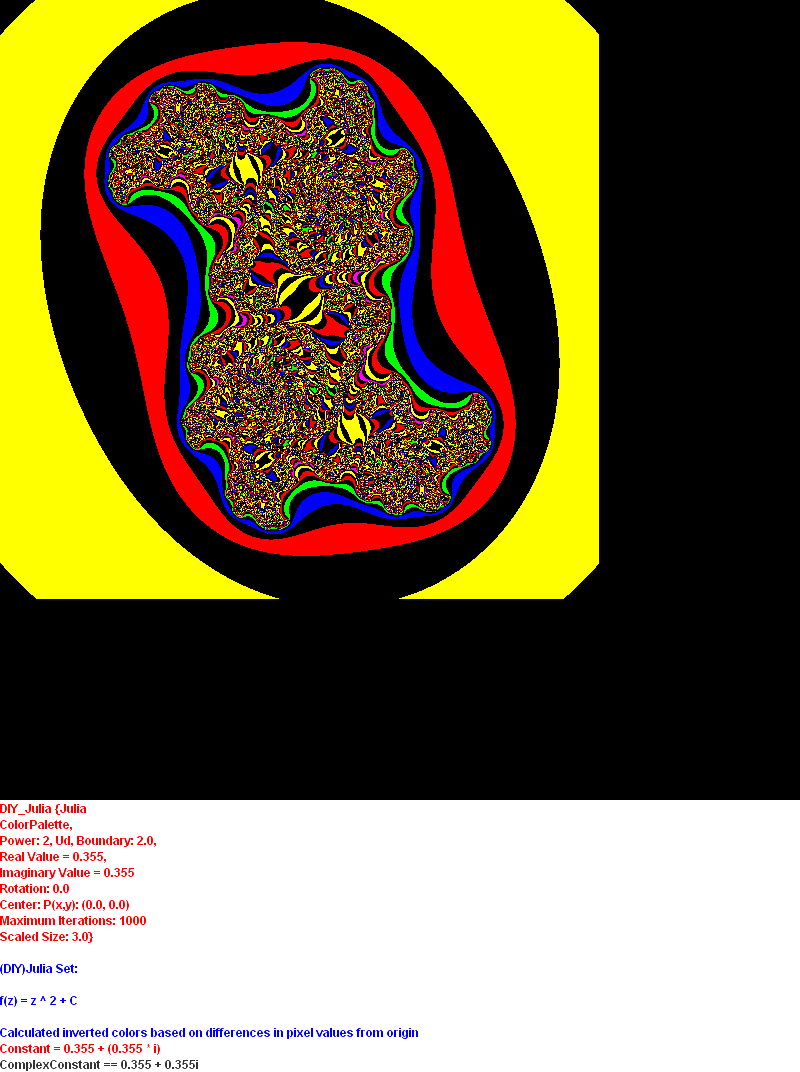 DIY_Julia {Julia
ColorPalette,
Power: 2, Ud, Boundary: 2.0,
Real Value = 0.355,
Imaginary Value = 0.355
Rotation: 0.0
Center: P(x,y): (0.0, 0.0)
Maximum Iterations: 1000
Scaled Size: 3.0}
(DIY)Julia Set:
f(z) = z ^ 2 + C
Calculated inverted colors based on differences in pixel values from origin
Constant = 0.355 + (0.355 * i)
ComplexConstant == 0.355 + 0.355i